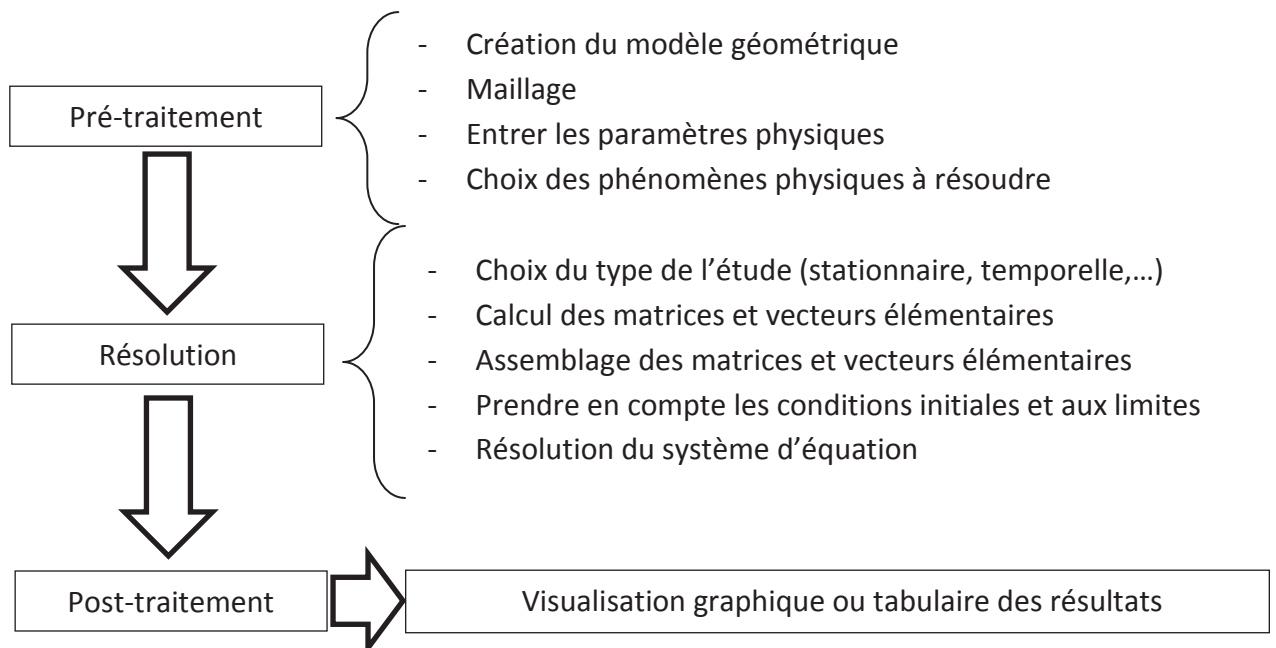 Pré-traitement
- Création du modèle géométrique
- Maillage
- Entrer les paramètres physiques
- Choix des phénomènes physiques à résoudre
Résolution
- Choix du type de l’étude (stationnaire, temporelle,…)
- Calcul des matrices et vecteurs élémentaires
- Assemblage des matrices et vecteurs élémentaires
- Prendre en compte les conditions initiales et aux limites
- Résolution du système d’équation
Post-traitement
Visualisation graphique ou tabulaire des résultats